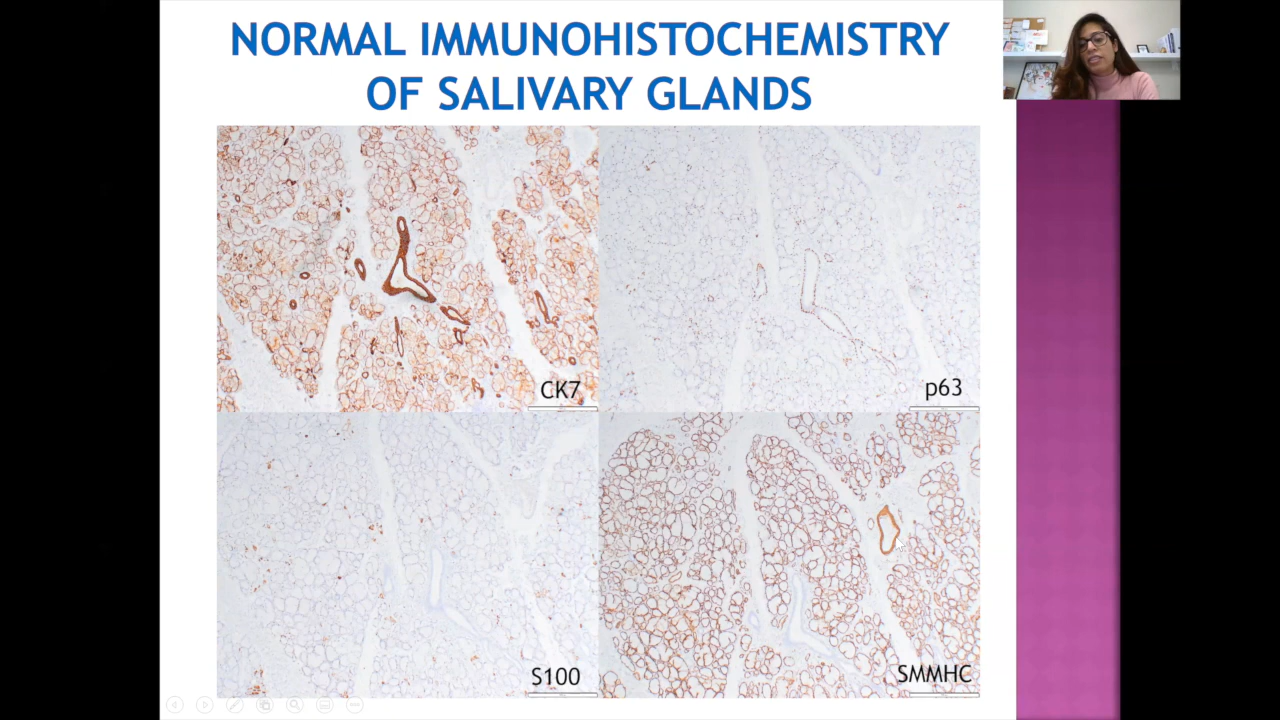 NORMAL IMMUNOHISTOCHEMISTRY
OF SALIVARY GLANDS
CK7
p63
S100
SMMHC